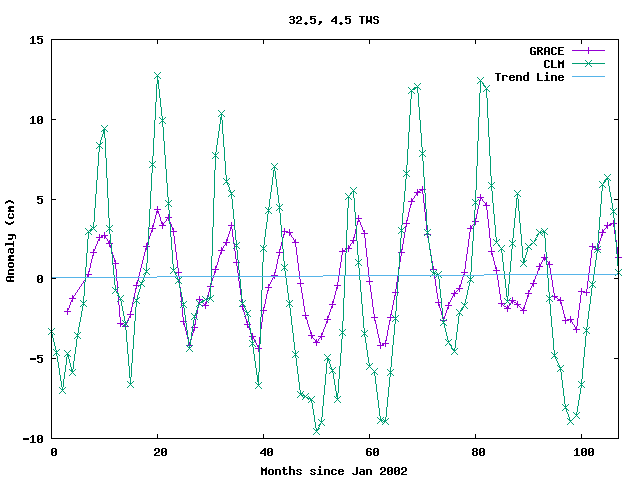 32.5, 4.5 TWS
GRACE
CLM
Trend Line
Anomaly (cm)
15
10
5
0
-5
-10
0 20 40 60 80 100
Months since Jan 2002